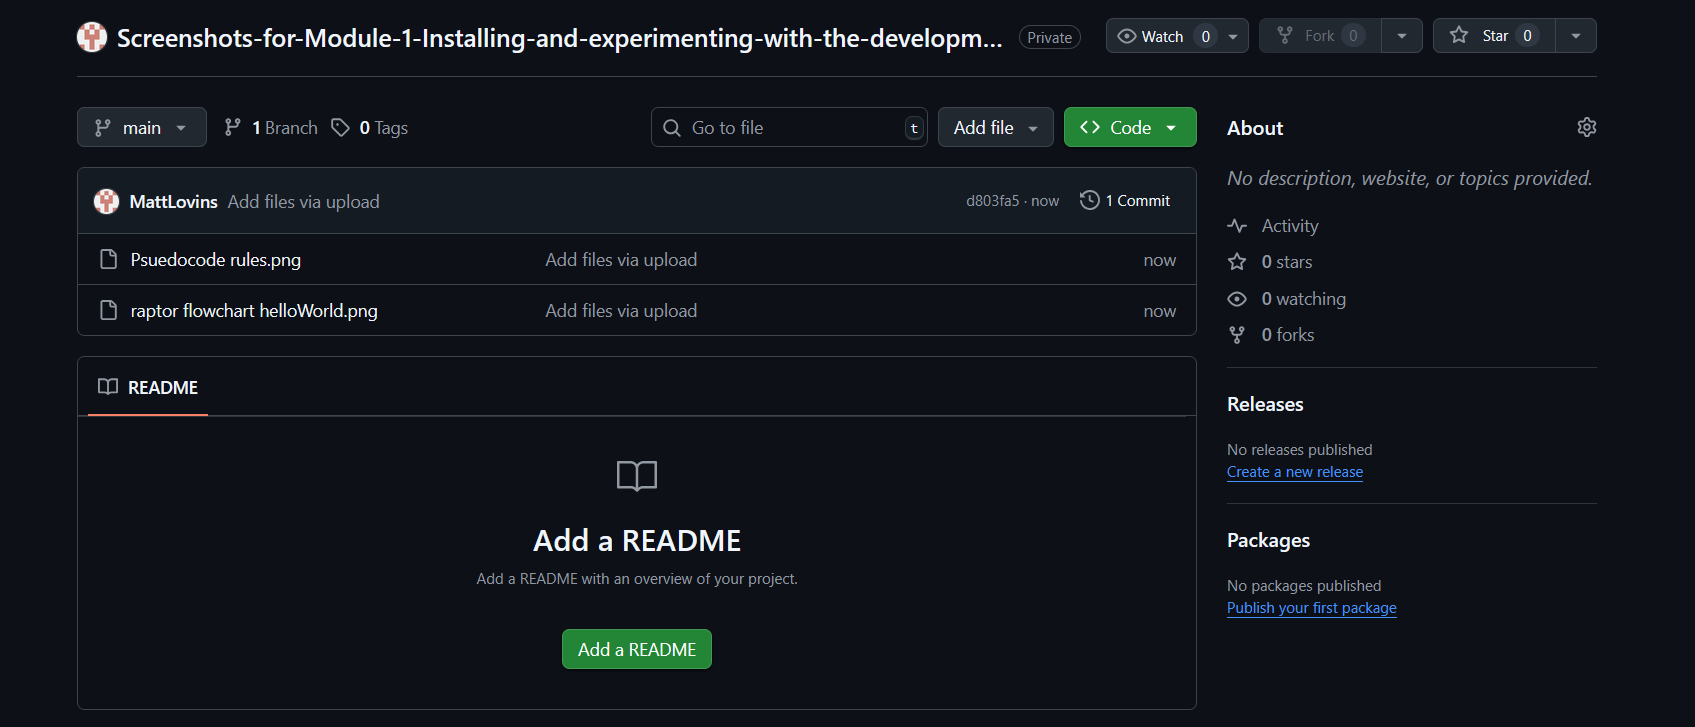 Screenshots-for-Module-1-Installing-and-experimenting-with-the-developm... Private Watch 0 Fork 0 Star 0
main 1 Branch 0 Tags Go to file t Add file Code
MattLovins Add files via upload d803fa5 · now 1 Commit
Psuedocode rules.png Add files via upload now
raptor flowchart helloWorld.png Add files via upload now
README
Add a README
Add a README with an overview of your project.
Add a README
About
No description, website, or topics provided.
Activity
0 stars
0 watching
0 forks
Releases
No releases published
Create a new release
Packages
No packages published
Publish your first package